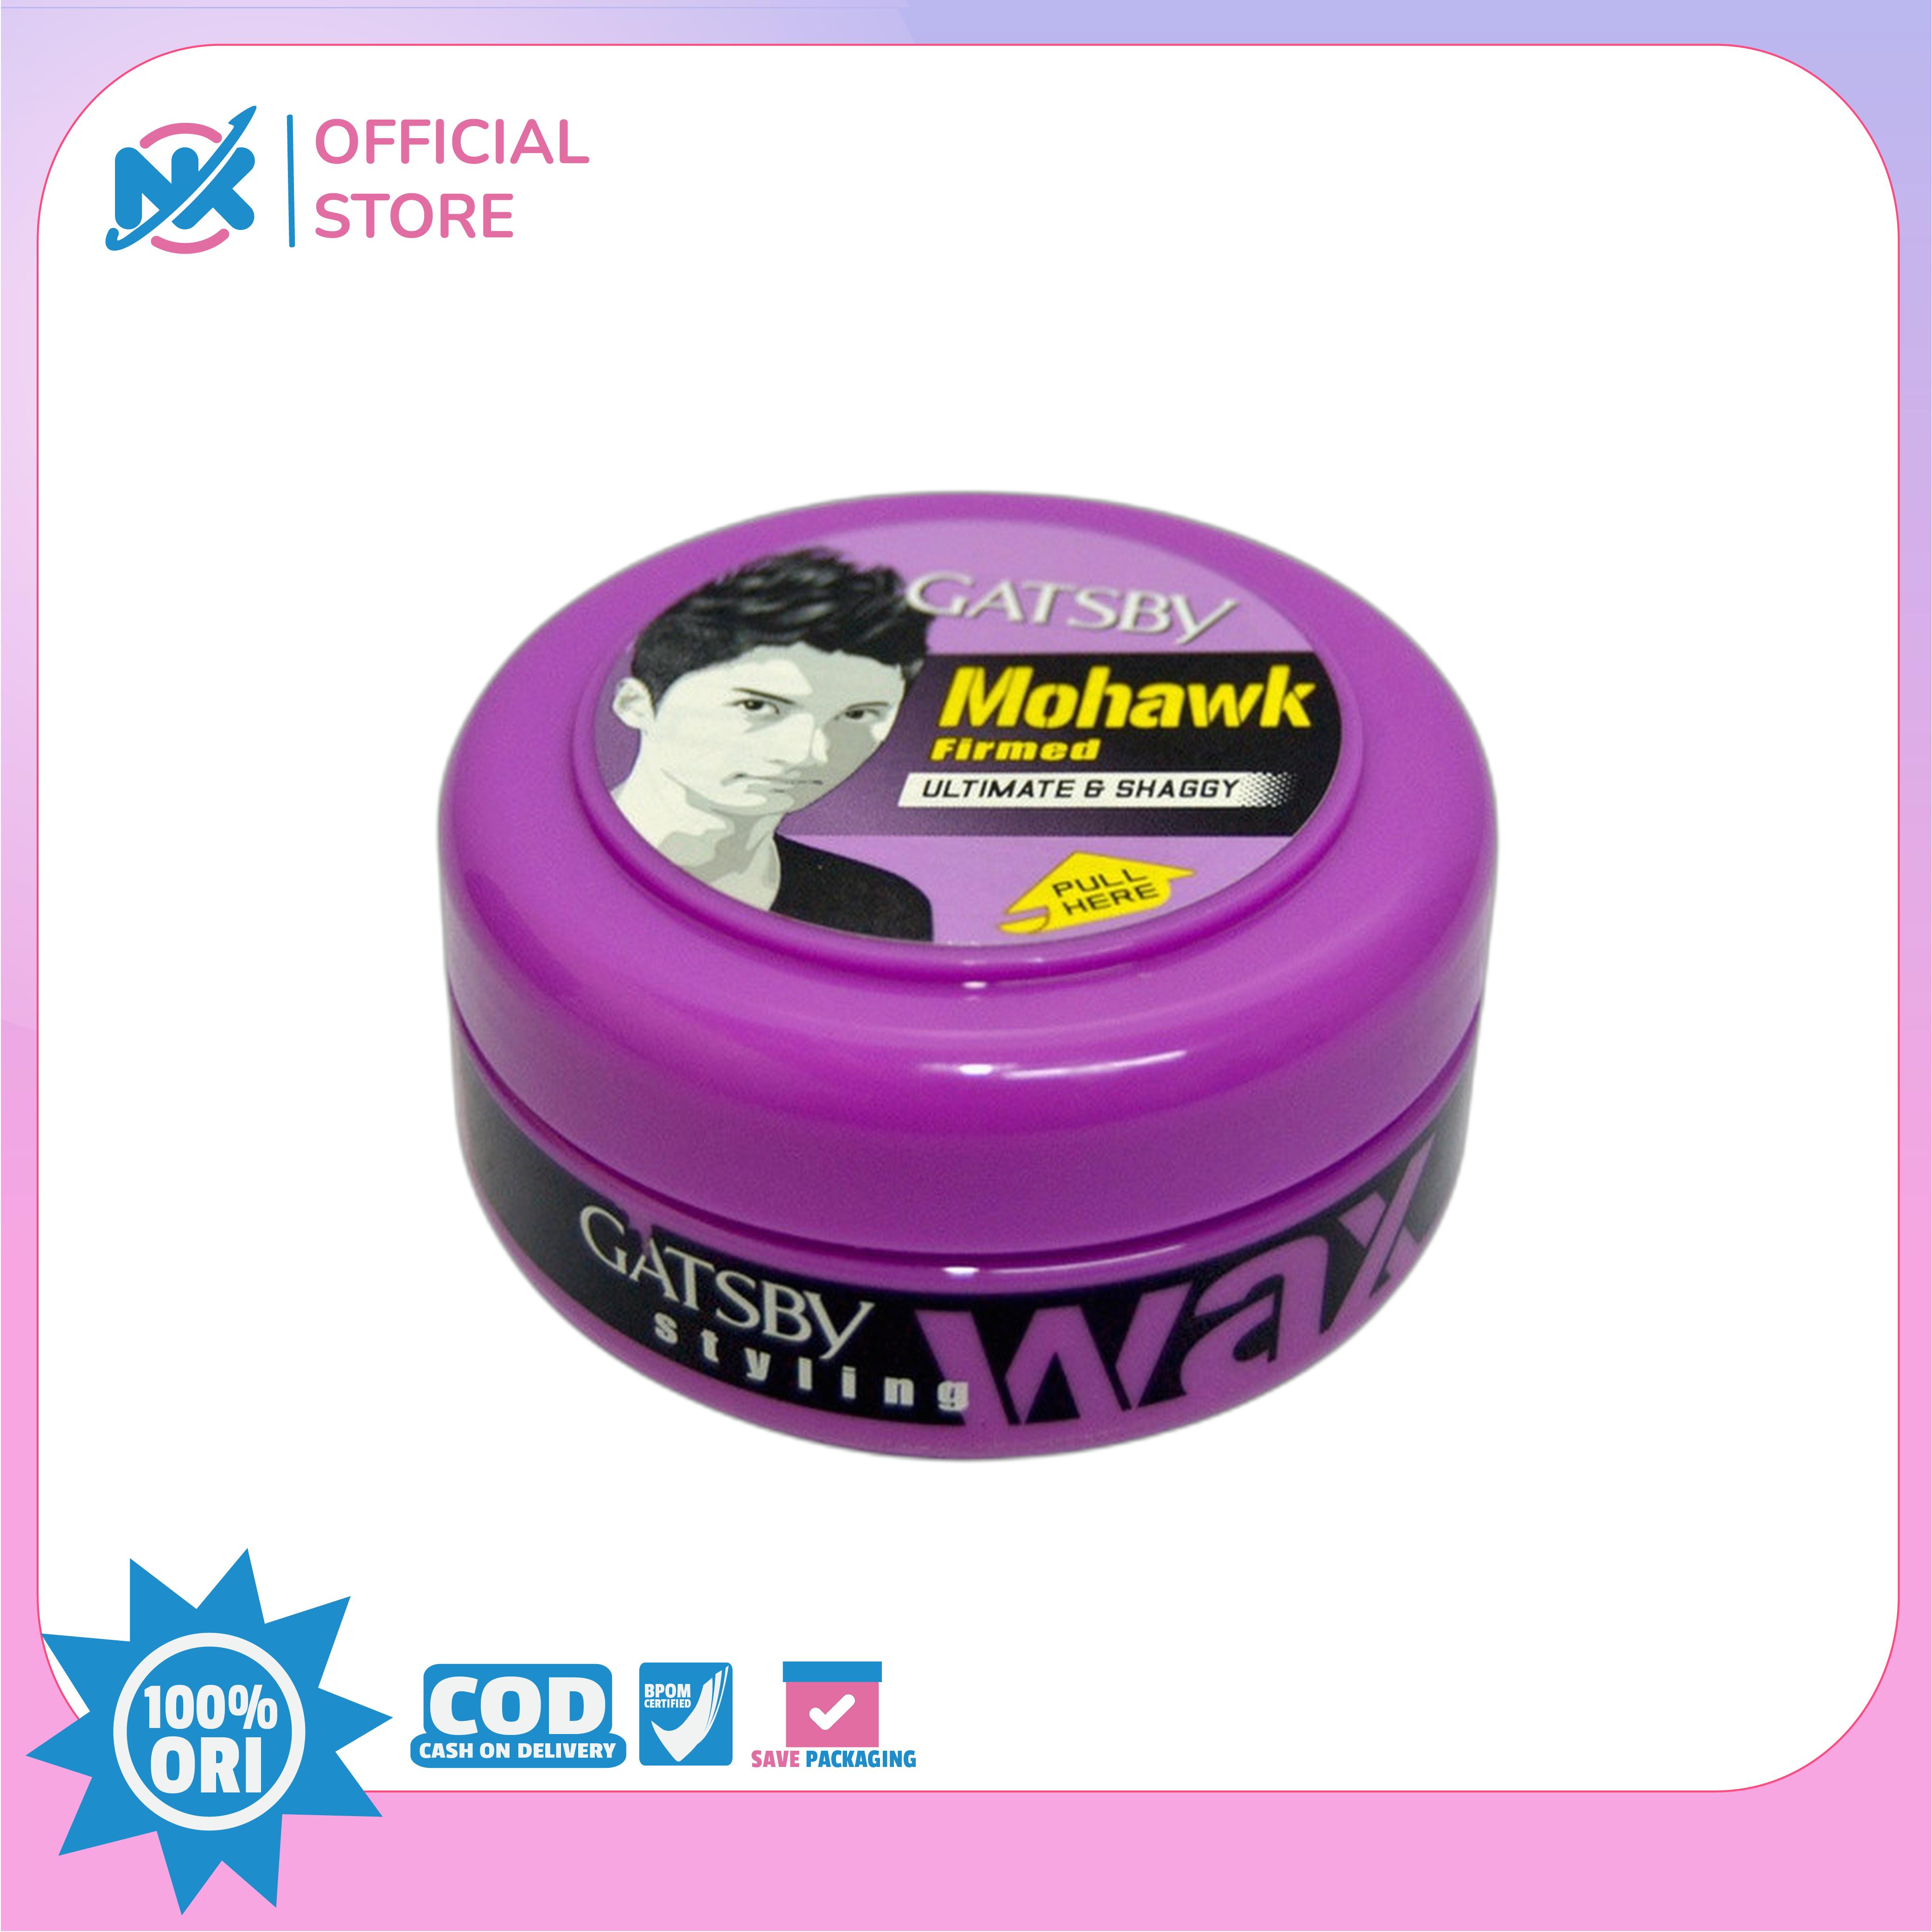 NK
OFFICIAL
STORE
GATSBY
Mohawk
Firmed
ULTIMATE & SHAGGY
PULL
HERE
GATSBY
styling
wax
100%
ORI
COD
CASH ON DELIVERY
BPOM
CERTIFIED
SAVE PACKAGING